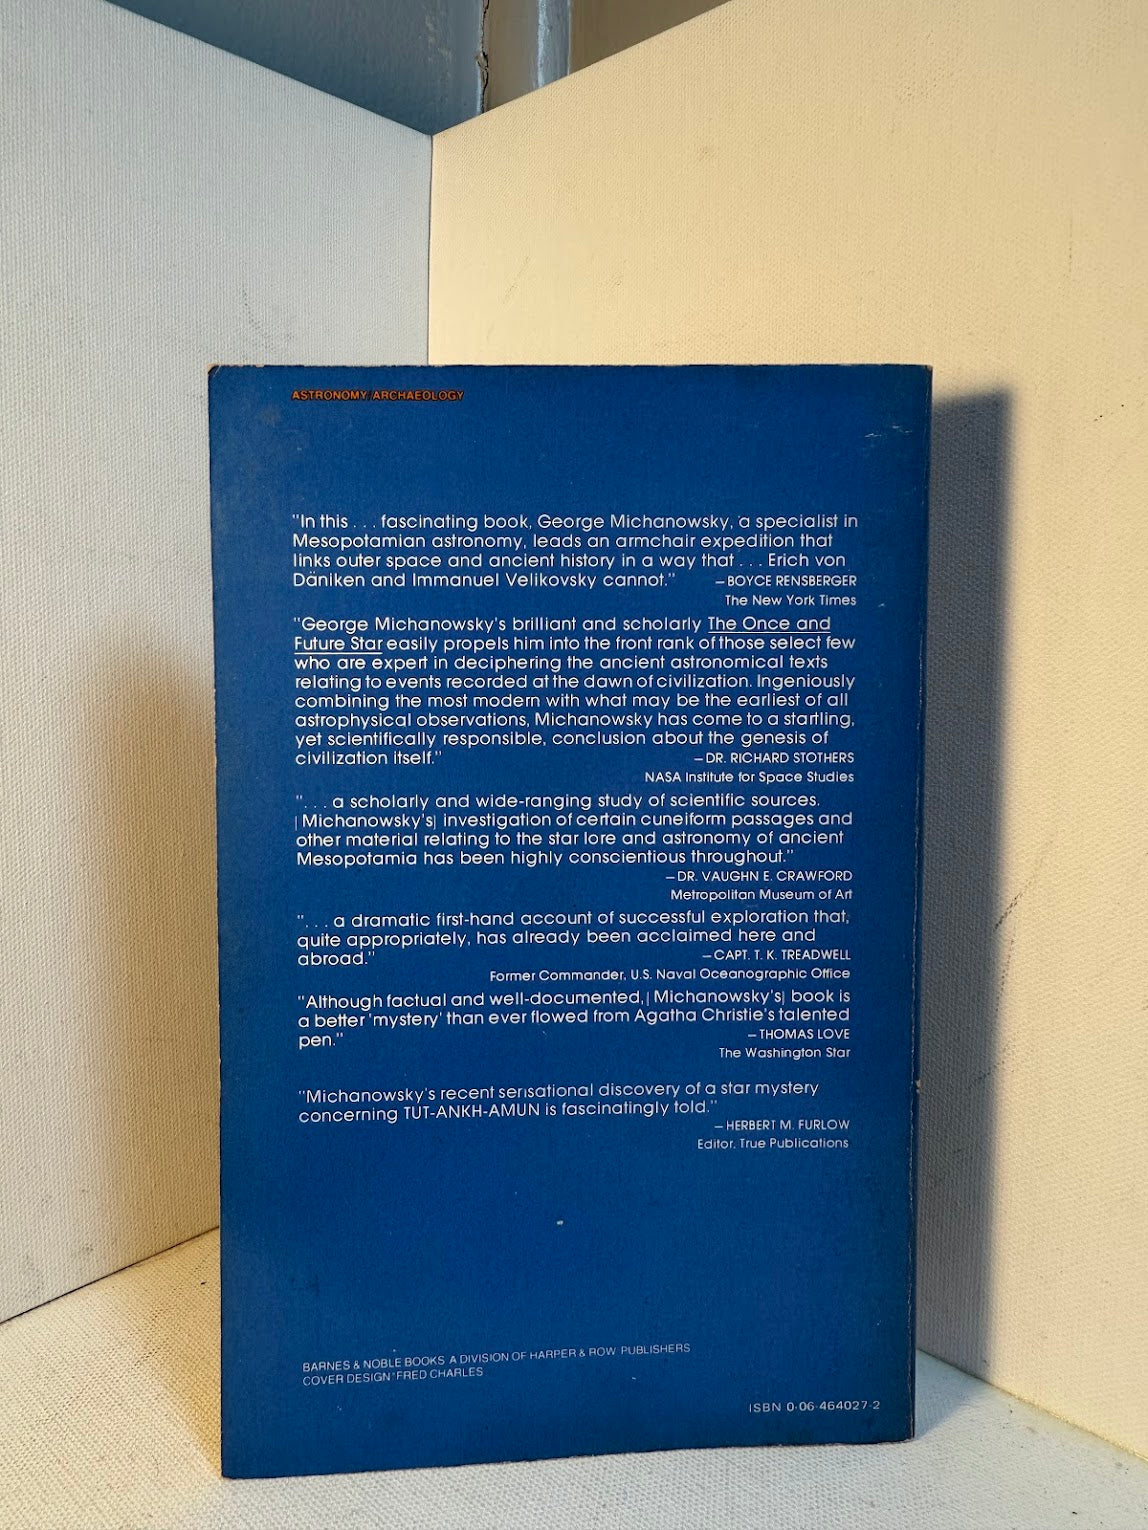 ASTRONOMY/ARCHAEOLOGY
"In this . . . fascinating book, George Michanowsky, a specialist in
Mesopotamian astronomy, leads an armchair expedition that
links outer space and ancient history in a way that . . . Erich von
Däniken and Immanuel Velikovsky cannot." —BOYCE RENSBERGER
The New York Times
"George Michanowsky's brilliant and scholarly The Once and
Future Star easily propels him into the front rank of those select few
who are expert in deciphering the ancient astronomical texts
relating to events recorded at the dawn of civilization. Ingeniously
combining the most modern with what may be the earliest of all
astrophysical observations, Michanowsky has come to a startling,
yet scientifically responsible, conclusion about the genesis of
civilization itself." —DR. RICHARD STOTHERS
NASA Institute for Space Studies
". . . a scholarly and wide-ranging study of scientific sources.
[Michanowsky's] investigation of certain cuneiform passages and
other material relating to the star lore and astronomy of ancient
Mesopotamia has been highly conscientious throughout."
—DR. VAUGHN E. CRAWFORD
Metropolitan Museum of Art
". . . a dramatic first-hand account of successful exploration that,
quite appropriately, has already been acclaimed here and
abroad." —CAPT. T. K. TREADWELL
Former Commander, U.S. Naval Oceanographic Office
"Although factual and well-documented, [Michanowsky's] book is
a better 'mystery' than ever flowed from Agatha Christie's talented
pen." —THOMAS LOVE
The Washington Star
"Michanowsky's recent sensational discovery of a star mystery
concerning TUT-ANKH-AMUN is fascinatingly told."
—HERBERT M. FURLOW
Editor, True Publications
BARNES & NOBLE BOOKS A DIVISION OF HARPER & ROW PUBLISHERS
COVER DESIGN FRED CHARLES
ISBN 0-06-464027-2